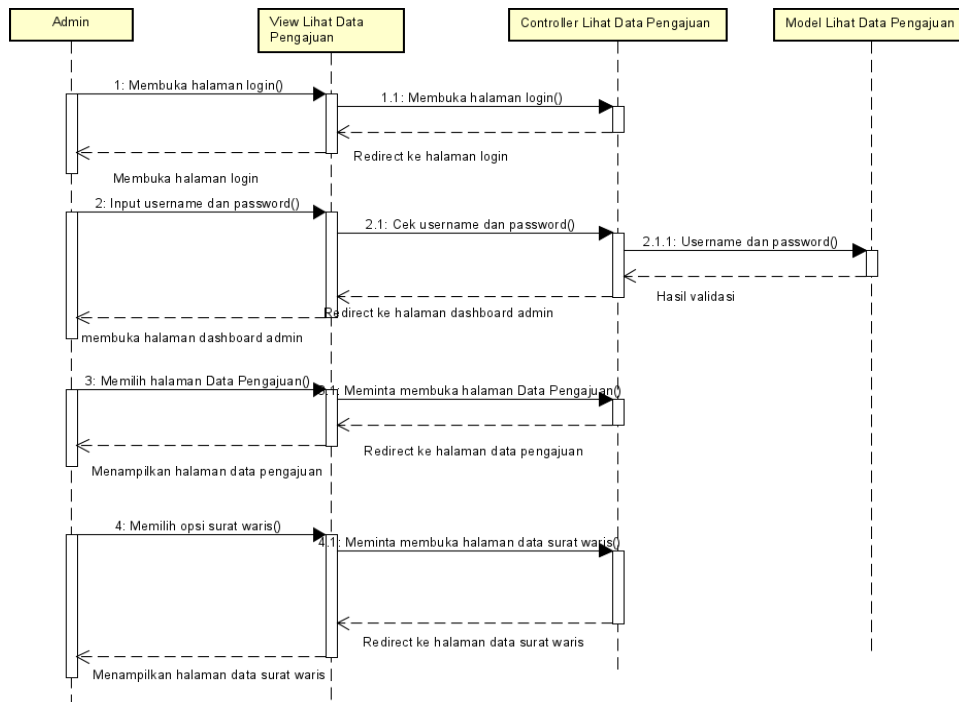 Admin
View Lihat Data
Pengajuan
Controller Lihat Data Pengajuan
Model Lihat Data Pengajuan
1: Membuka halaman login()
1.1: Membuka halaman login()
Redirect ke halaman login
Membuka halaman login
2: Input username dan password()
2.1: Cek username dan password()
2.1.1: Username dan password()
Hasil validasi
Redirect ke halaman dashboard admin
membuka halaman dashboard admin
3: Memilih halaman Data Pengajuan()
3.1: Meminta membuka halaman Data Pengajuan()
Redirect ke halaman data pengajuan
Menampilkan halaman data pengajuan
4: Memilih opsi surat waris()
4.1: Meminta membuka halaman data surat waris()
Redirect ke halaman data surat waris
Menampilkan halaman data surat waris